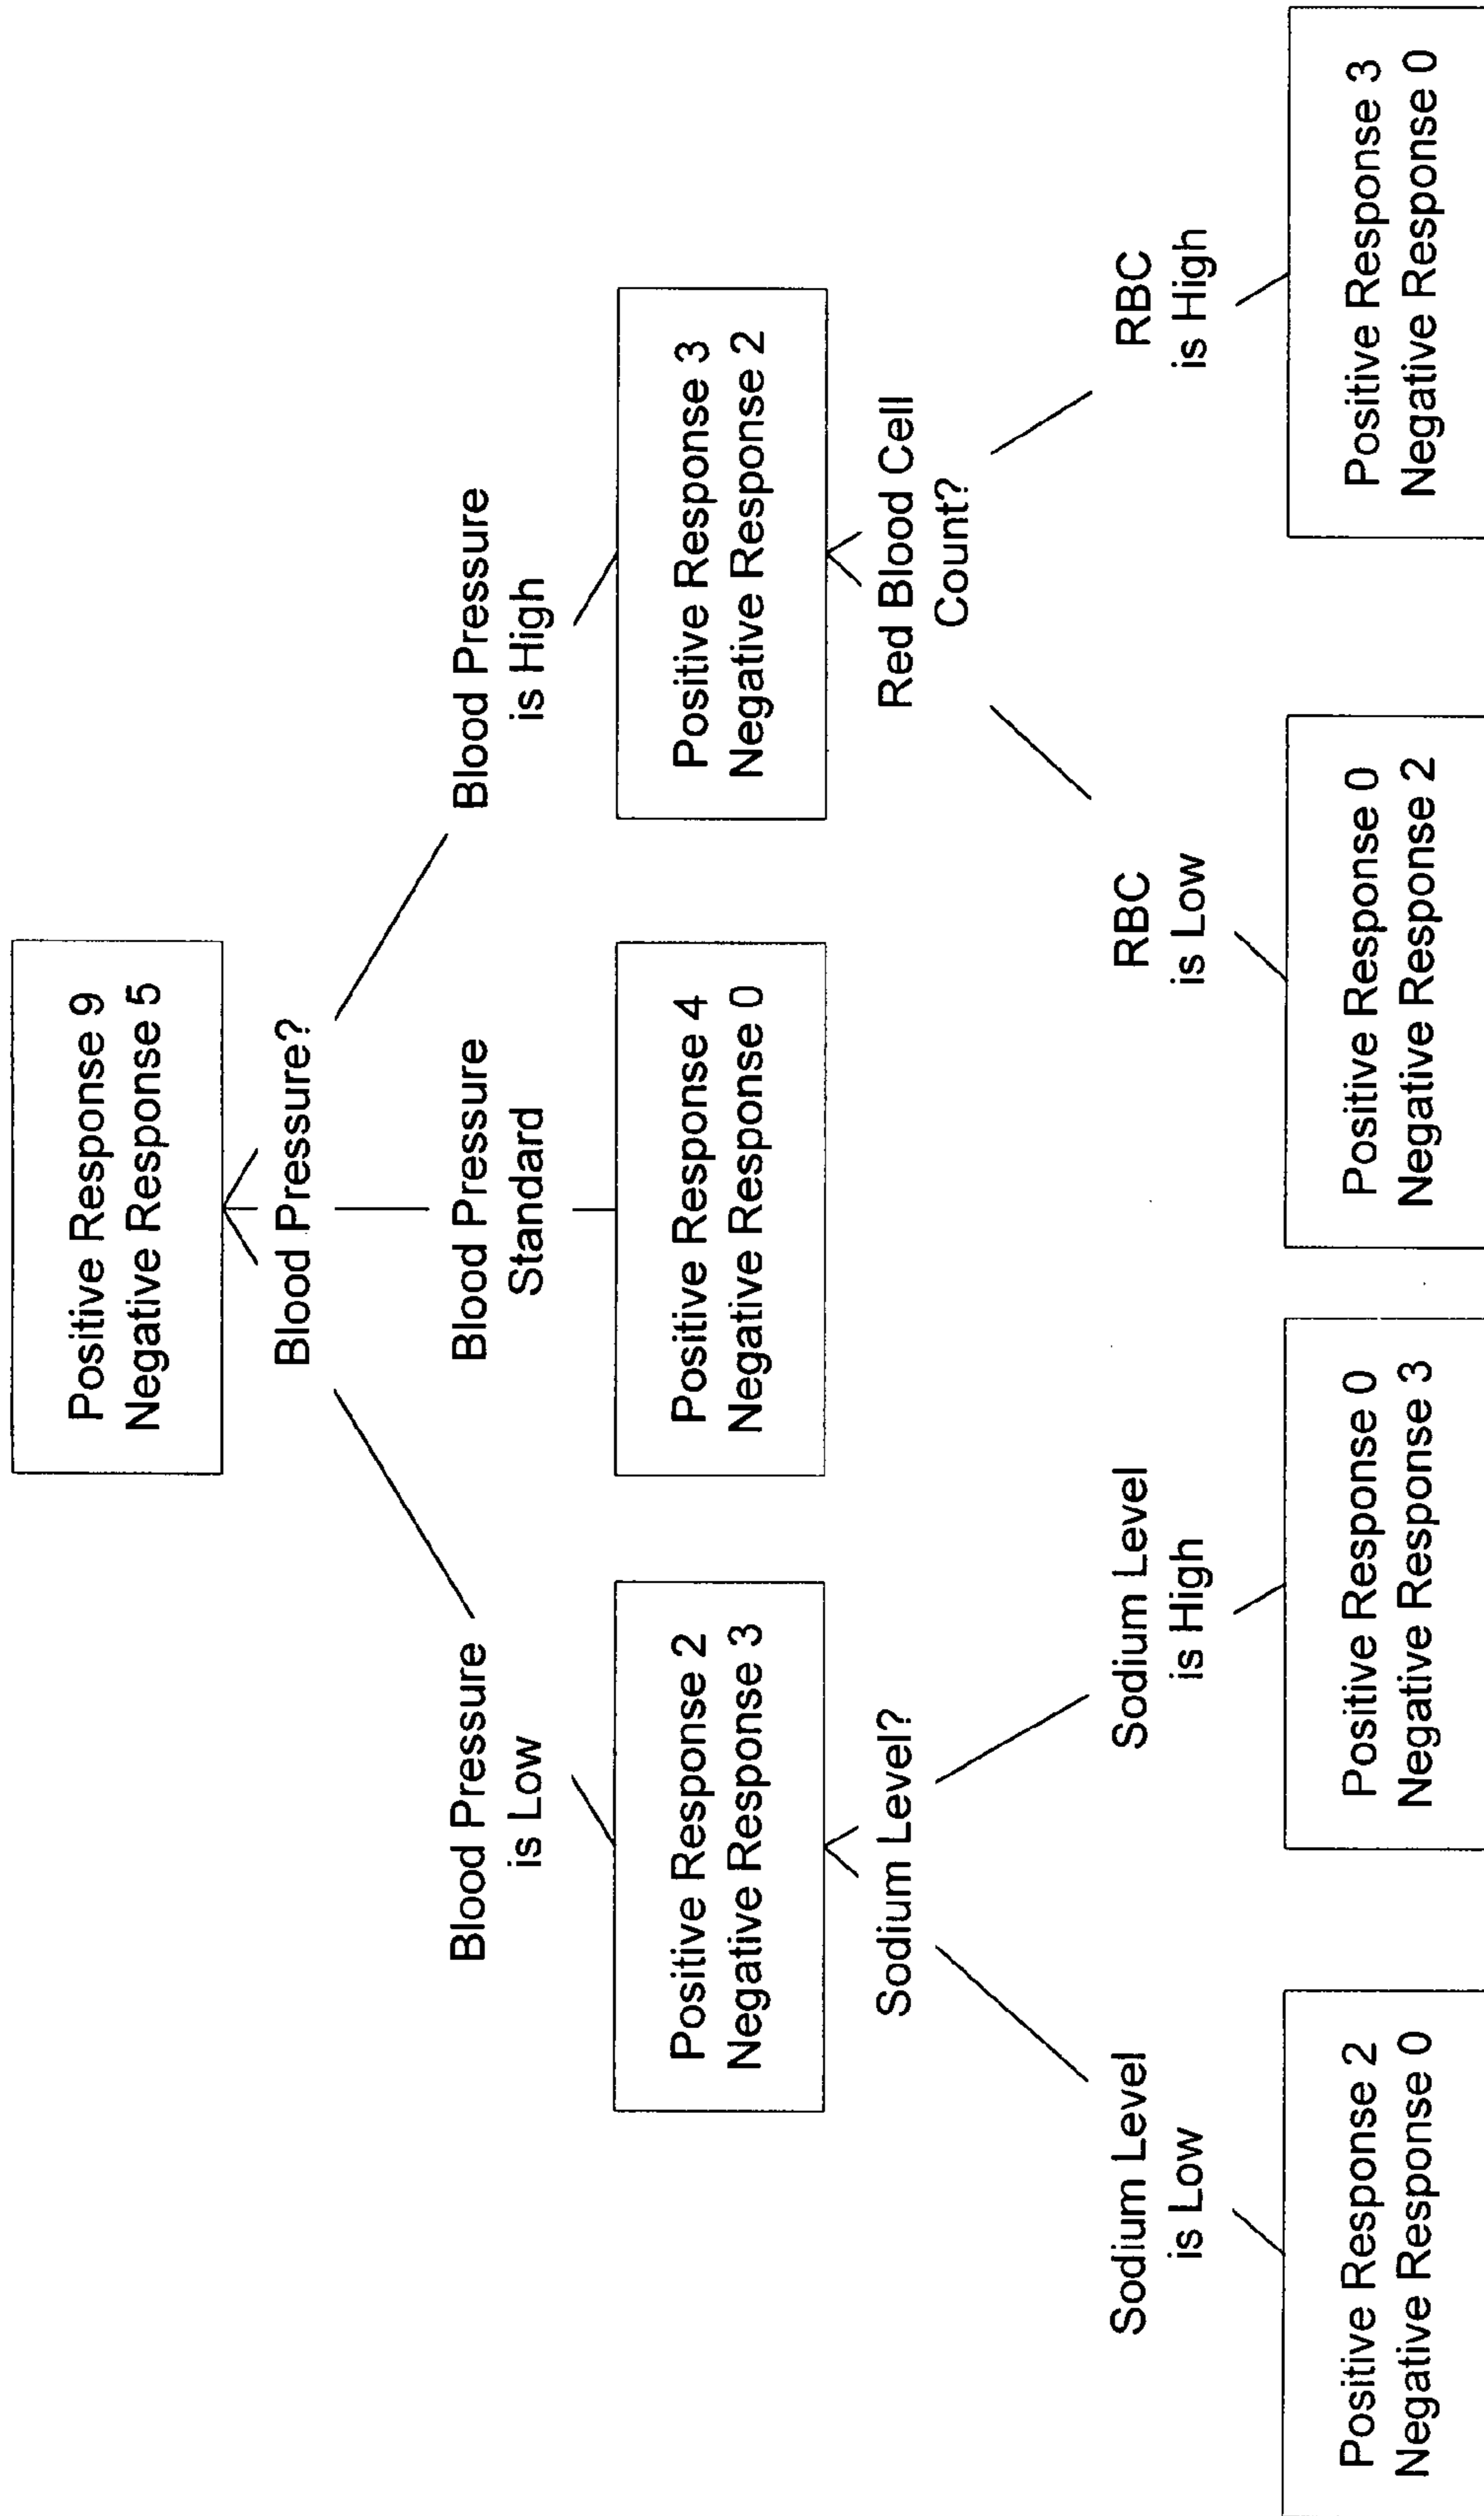 Positive Response 9
Negative Response 5
Blood Pressure?
Blood Pressure
is Low
Blood Pressure
Standard
Blood Pressure
is High
Positive Response 2
Negative Response 3
Positive Response 4
Negative Response 0
Positive Response 3
Negative Response 2
Sodium Level?
Red Blood Cell
Count?
Sodium Level
is Low
Sodium Level
is High
RBC
is Low
RBC
is High
Positive Response 2
Negative Response 0
Positive Response 0
Negative Response 3
Positive Response 0
Negative Response 2
Positive Response 3
Negative Response 0